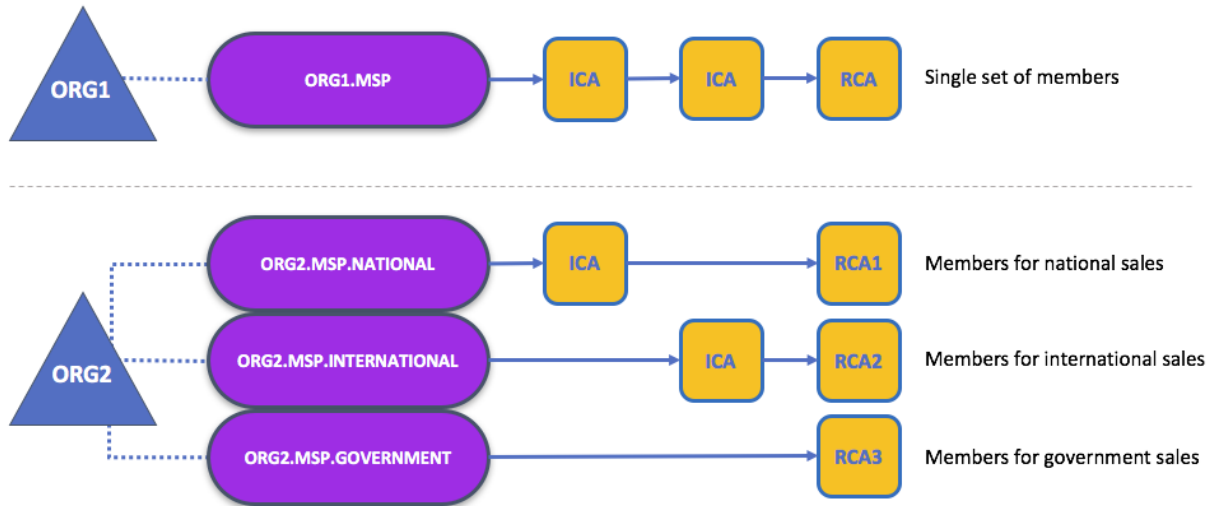 ORG1
ORG1.MSP
ICA
ICA
RCA
Single set of members
ORG2.MSP.NATIONAL
ICA
RCA1
Members for national sales
ORG2
ORG2.MSP.INTERNATIONAL
ICA
RCA2
Members for international sales
ORG2.MSP.GOVERNMENT
RCA3
Members for government sales